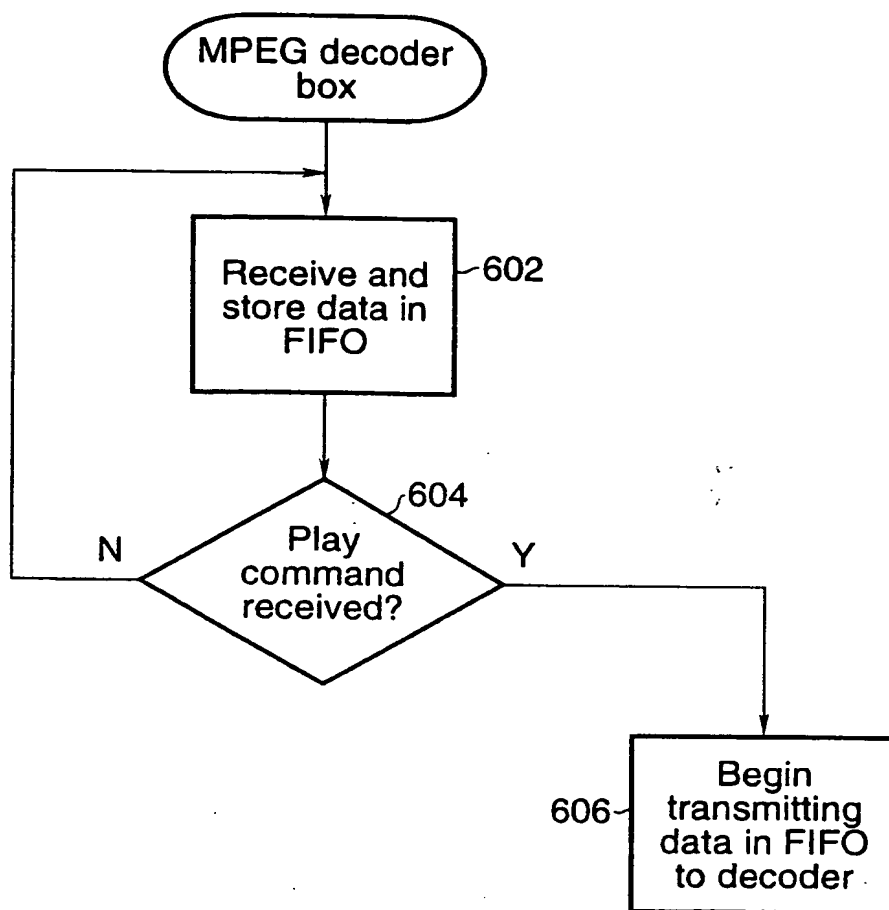 MPEG decoder
box
Receive and
store data in
FIFO
602
604
Play
command
received?
N
Y
606
Begin
transmitting
data in FIFO
to decoder